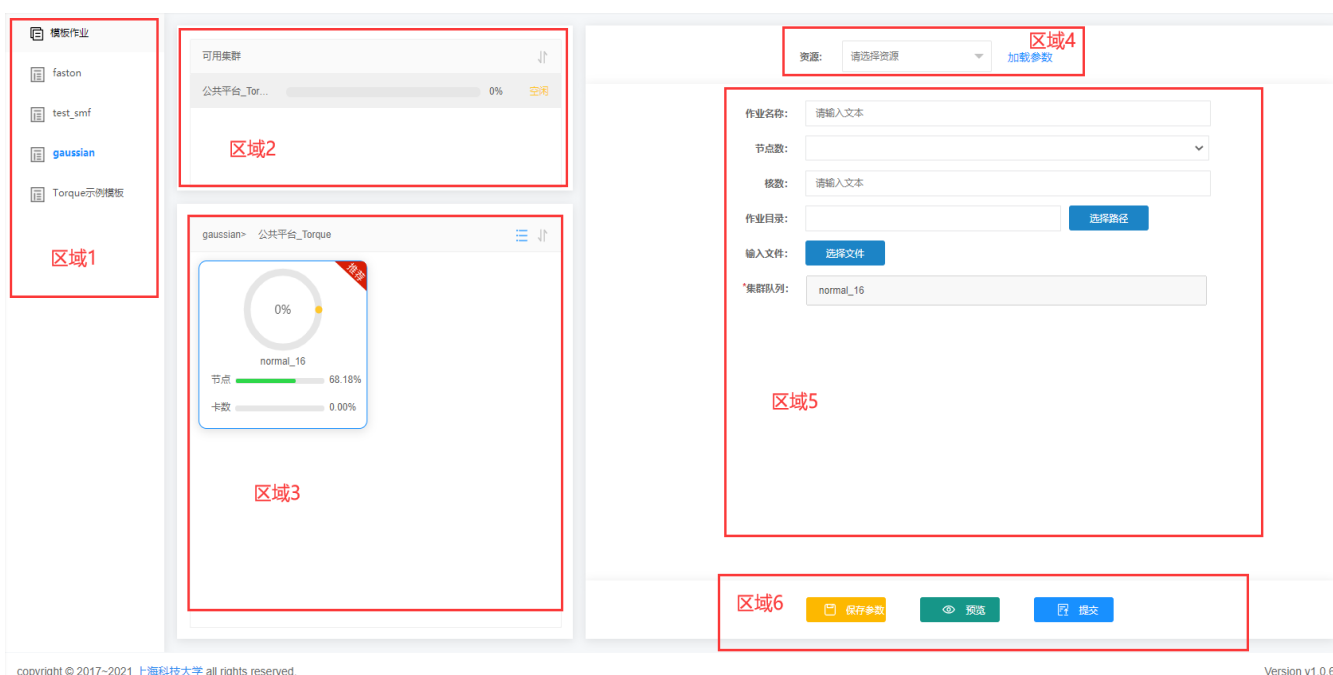 模板作业
faston
test_smf
gaussian
Torque示例模板
区域1
可用集群
公共平台_Tor... 0% 空闲
区域2
gaussian> 公共平台_Torque
推荐
0%
normal_16
节点 68.18%
卡数 0.00%
区域3
资源: 请选择资源 加载参数
区域4
作业名称: 请输入文本
节点数:
核数: 请输入文本
作业目录: 选择路径
输入文件: 选择文件
*集群队列: normal_16
区域5
区域6 保存参数 预览 提交
copyright © 2017~2021 上海科技大学 all rights reserved.
Version v1.0.6